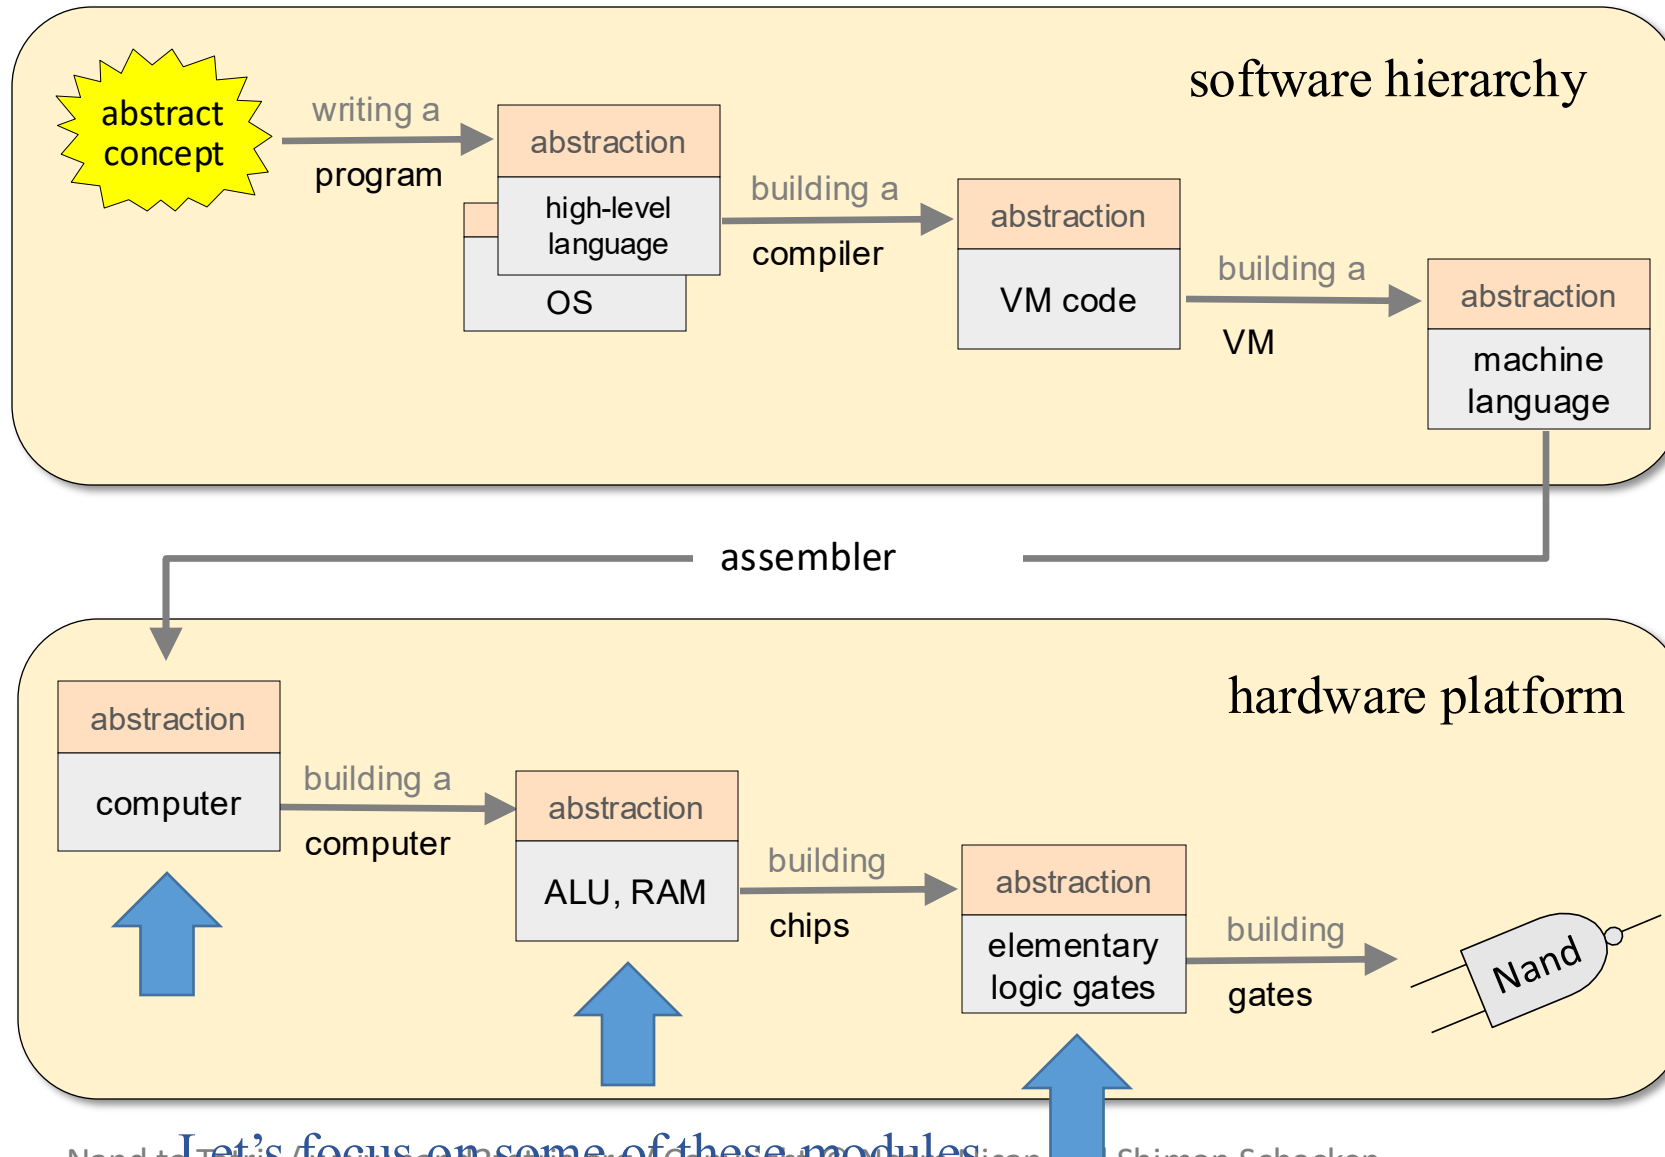 software hierarchy
abstract
concept
writing a
program
abstraction
high-level
language
OS
building a
compiler
abstraction
VM code
building a
VM
abstraction
machine
language
assembler
hardware platform
abstraction
computer
building a
computer
abstraction
ALU, RAM
building
chips
abstraction
elementary
logic gates
building
gates
Nand
Let's focus on some of these modules
Nand to Shimon Schocken